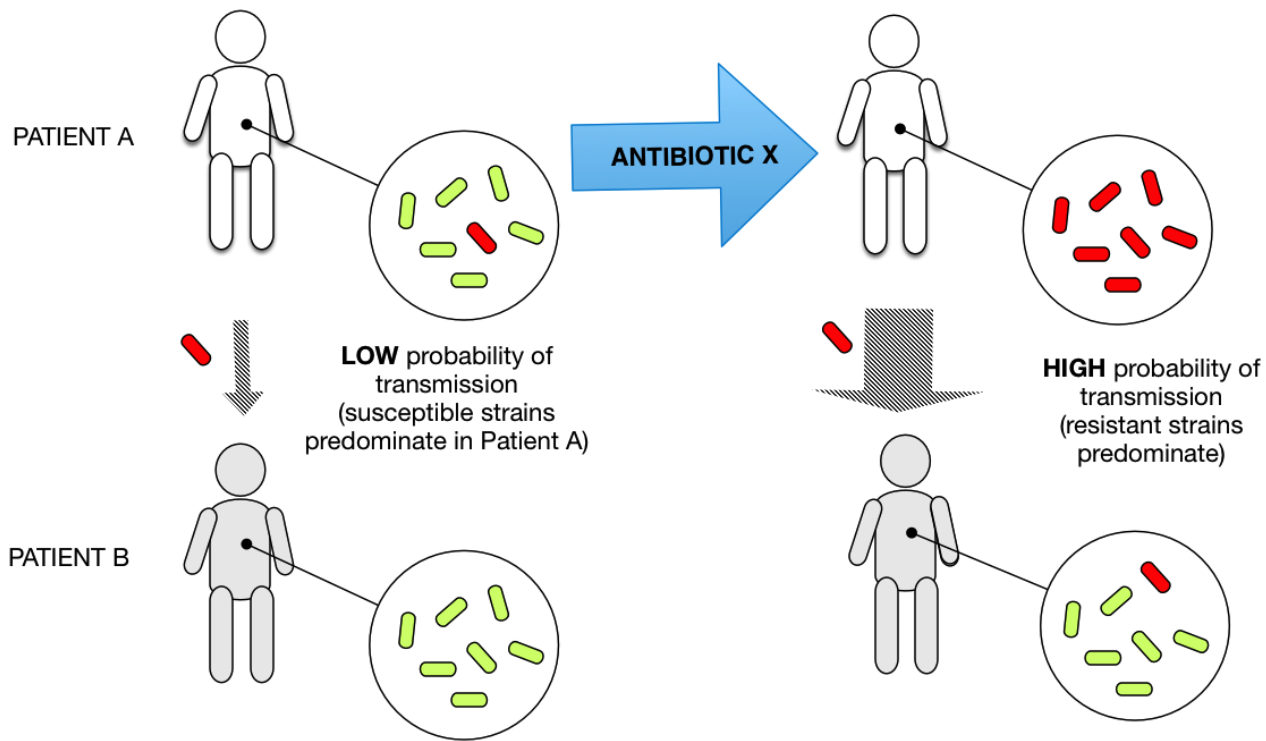 PATIENT A
ANTIBIOTIC X
LOW probability of
transmission
(susceptible strains
predominate in Patient A)
HIGH probability of
transmission
(resistant strains
predominate)
PATIENT B